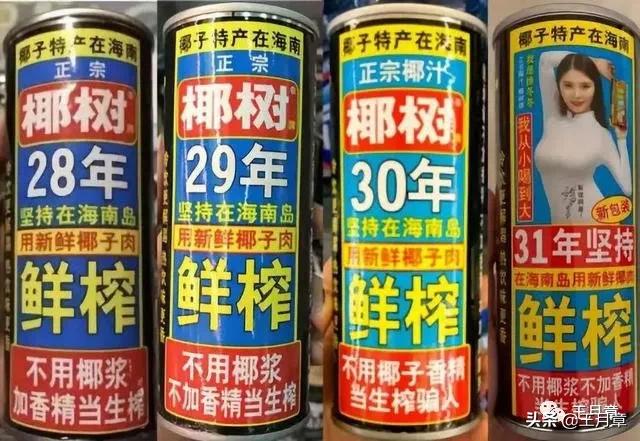 椰子特产在海南
正宗
椰树
28年
坚持在海南岛
用新鲜椰子肉
鲜榨
不用椰浆
不加香精当生榨
椰子特产在海南
正宗
椰树
29年
坚持在海南岛
用新鲜椰子肉
鲜榨
不用椰浆
不加香精当生榨
椰子特产在海南
正宗椰汁
椰树
30年
坚持在海南岛
用新鲜椰子肉
鲜榨
不用椰子香精
当生榨骗人
椰子特产在海南
我从小喝到大
新包装
31年坚持
在海南岛用新鲜椰肉
鲜榨
不用椰浆不加香精
王月章
头条@王月章